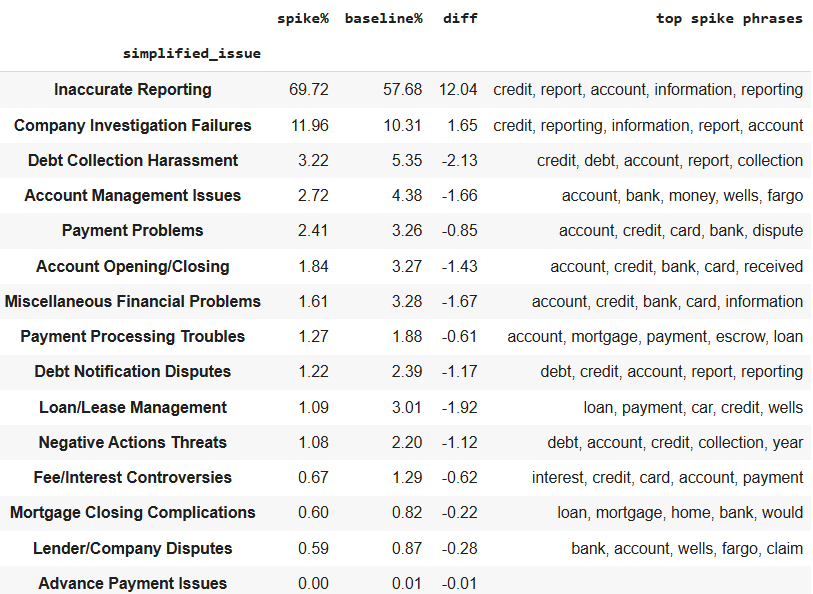 spike% baseline% diff top spike phrases
simplified_issue
Inaccurate Reporting 69.72 57.68 12.04 credit, report, account, information, reporting
Company Investigation Failures 11.96 10.31 1.65 credit, reporting, information, report, account
Debt Collection Harassment 3.22 5.35 -2.13 credit, debt, account, report, collection
Account Management Issues 2.72 4.38 -1.66 account, bank, money, wells, fargo
Payment Problems 2.41 3.26 -0.85 account, credit, card, bank, dispute
Account Opening/Closing 1.84 3.27 -1.43 account, credit, bank, card, received
Miscellaneous Financial Problems 1.61 3.28 -1.67 account, credit, bank, card, information
Payment Processing Troubles 1.27 1.88 -0.61 account, mortgage, payment, escrow, loan
Debt Notification Disputes 1.22 2.39 -1.17 debt, credit, account, report, reporting
Loan/Lease Management 1.09 3.01 -1.92 loan, payment, car, credit, wells
Negative Actions Threats 1.08 2.20 -1.12 debt, account, credit, collection, year
Fee/Interest Controversies 0.67 1.29 -0.62 interest, credit, card, account, payment
Mortgage Closing Complications 0.60 0.82 -0.22 loan, mortgage, home, bank, would
Lender/Company Disputes 0.59 0.87 -0.28 bank, account, wells, fargo, claim
Advance Payment Issues 0.00 0.01 -0.01